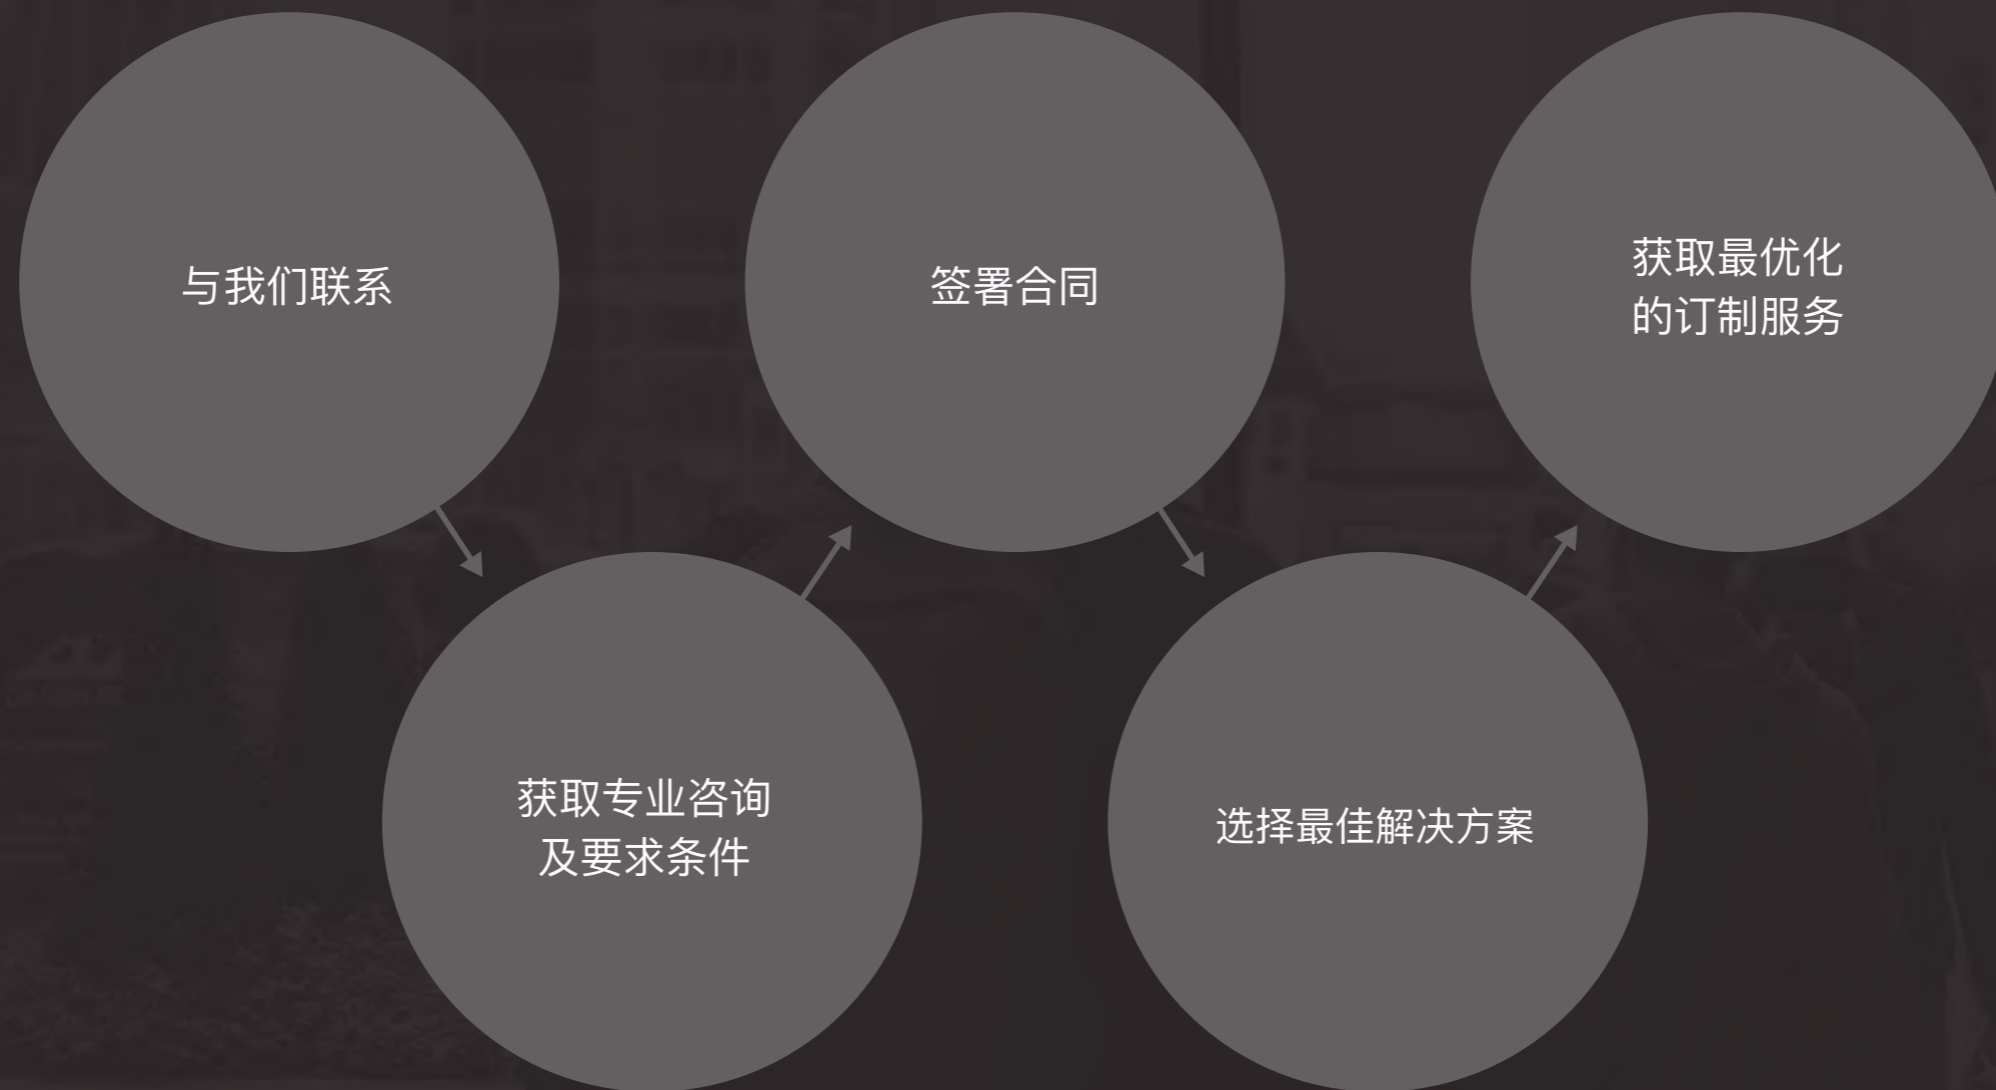 与我们联系
获取专业咨询
及要求条件
签署合同
选择最佳解决方案
获取最优化
的订制服务